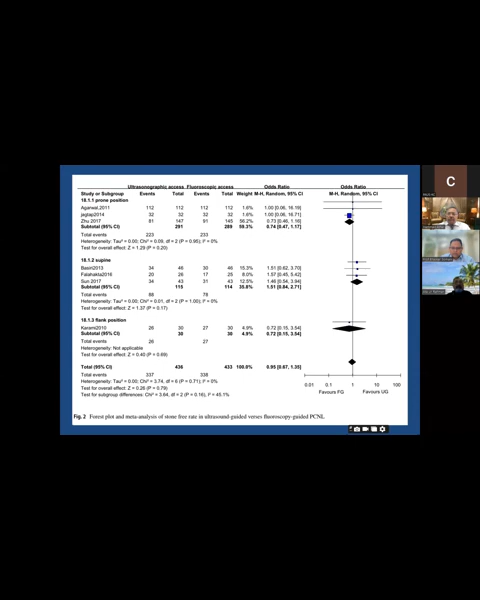 Ultrasonographic access Fluoroscopic access Odds Ratio Odds Ratio
Study or Subgroup Events Total Events Total Weight M-H, Random, 95% CI M-H, Random, 95% CI
18.1.1 prone position
Agarwal,2011 112 112 112 112 1.6% 1.00 [0.06, 16.19]
jagtap2014 32 32 32 32 1.6% 1.00 [0.06, 16.71]
Zhu 2017 81 147 91 145 56.2% 0.73 [0.46, 1.16]
Subtotal (95% CI) 291 289 59.3% 0.74 [0.47, 1.17]
Total events 223 233
Heterogeneity: Tau² = 0.00; Chi² = 0.09, df = 2 (P = 0.96); I² = 0%
Test for overall effect: Z = 1.29 (P = 0.20)
18.1.2 supine
Basiri2013 34 46 30 46 15.3% 1.51 [0.62, 3.70]
Falahatkar2016 20 26 17 25 8.0% 1.57 [0.45, 5.42]
Sun 2017 34 43 31 43 12.5% 1.46 [0.54, 3.94]
Subtotal (95% CI) 115 114 35.8% 1.51 [0.84, 2.71]
Total events 88 78
Heterogeneity: Tau² = 0.00; Chi² = 0.01, df = 2 (P = 1.00); I² = 0%
Test for overall effect: Z = 1.37 (P = 0.17)
18.1.3 flank position
Karami2010 26 30 27 30 4.9% 0.72 [0.15, 3.54]
Subtotal (95% CI) 30 30 4.9% 0.72 [0.15, 3.54]
Total events 26 27
Heterogeneity: Not applicable
Test for overall effect: Z = 0.40 (P = 0.69)
Total (95% CI) 436 433 100.0% 0.95 [0.67, 1.35]
Total events 337 338
Heterogeneity: Tau² = 0.00; Chi² = 3.74, df = 6 (P = 0.71); I² = 0%
Test for overall effect: Z = 0.26 (P = 0.79)
Test for subgroup differences: Chi² = 3.64, df = 2 (P = 0.16), I² = 45.1%
0.01 0.1 1 10 100
Favours FG Favours UG
Fig. 2 Forest plot and meta-analysis of stone free rate in ultrasound-guided verses fluoroscopy-guided PCNL
C